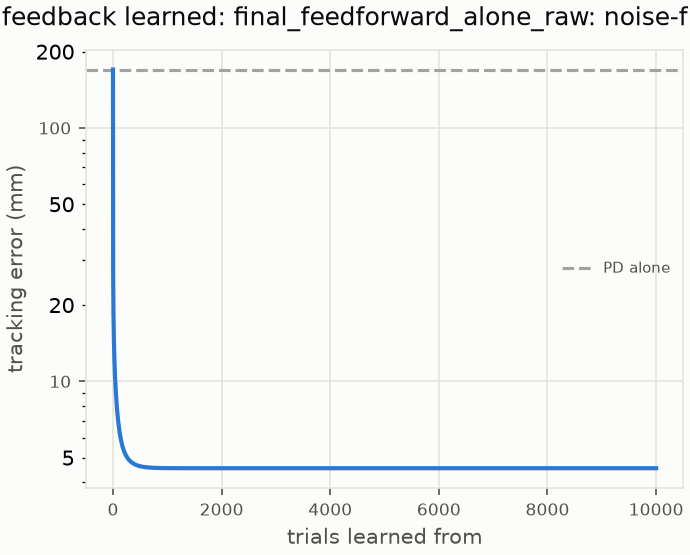 feedback learned: final_feedforward_alone_raw: noise-f
200
100
50
20
10
5
tracking error (mm)
PD alone
0 2000 4000 6000 8000 10000
trials learned from